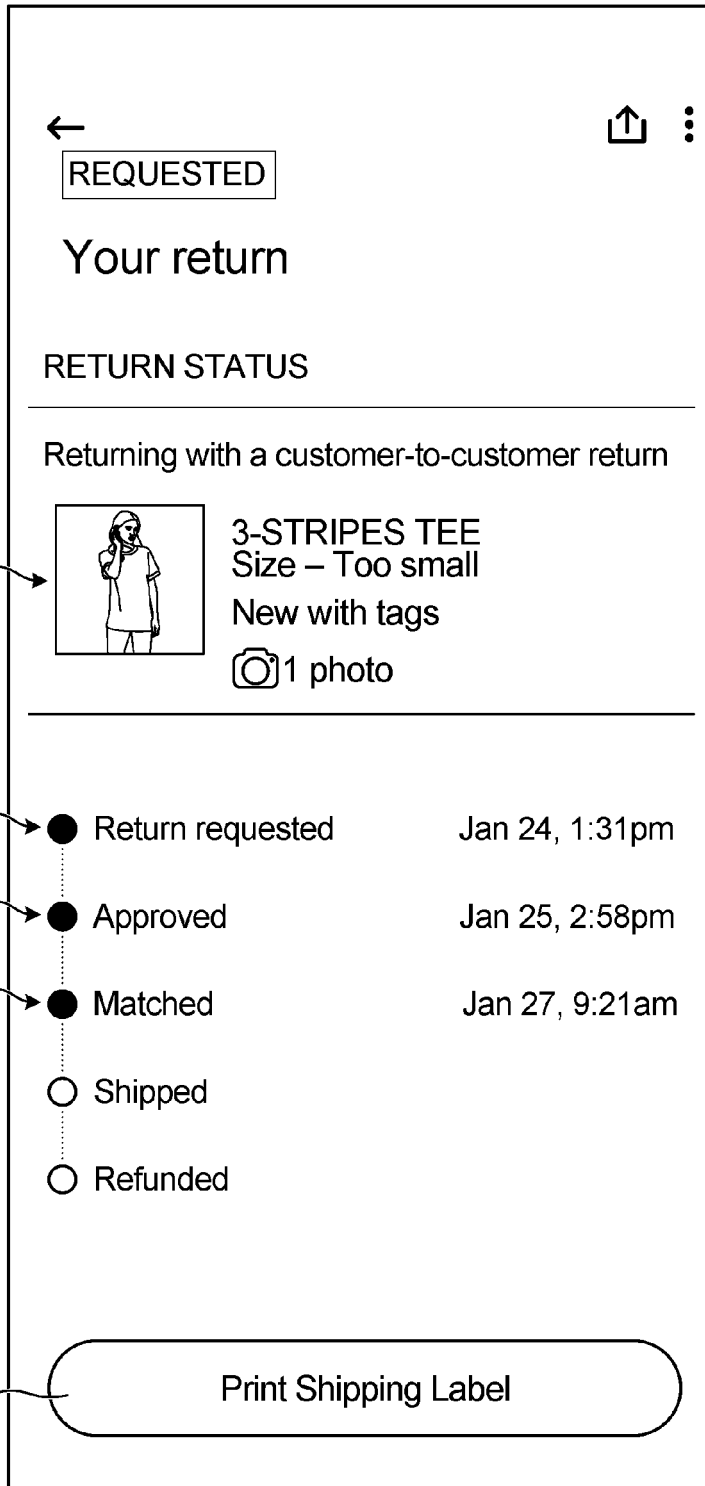 REQUESTED
Your return
RETURN STATUS
Returning with a customer-to-customer return
3-STRIPES TEE
Size – Too small
New with tags
1 photo
Return requested Jan 24, 1:31pm
Approved Jan 25, 2:58pm
Matched Jan 27, 9:21am
Shipped
Refunded
Print Shipping Label